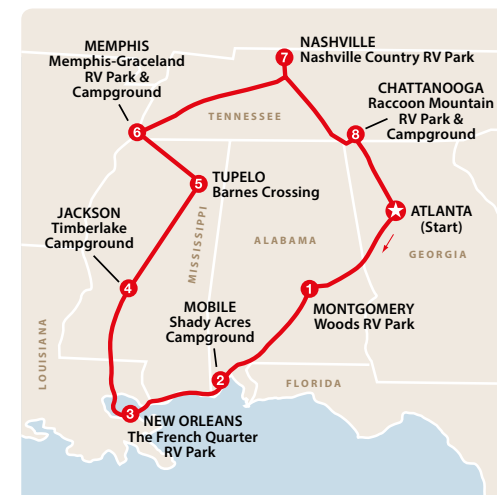 MEMPHIS
Memphis-Graceland
RV Park &
Campground
6
NASHVILLE
Nashville Country RV Park
7
CHATTANOOGA
Raccoon Mountain
RV Park &
Campground
8
TENNESSEE
TUPELO
Barnes Crossing
5
ATLANTA
(Start)
GEORGIA
JACKSON
Timberlake
Campground
4
MISSISSIPPI
ALABAMA
1
MONTGOMERY
Woods RV Park
MOBILE
Shady Acres
Campground
2
LOUISIANA
FLORIDA
3
NEW ORLEANS
The French Quarter
RV Park